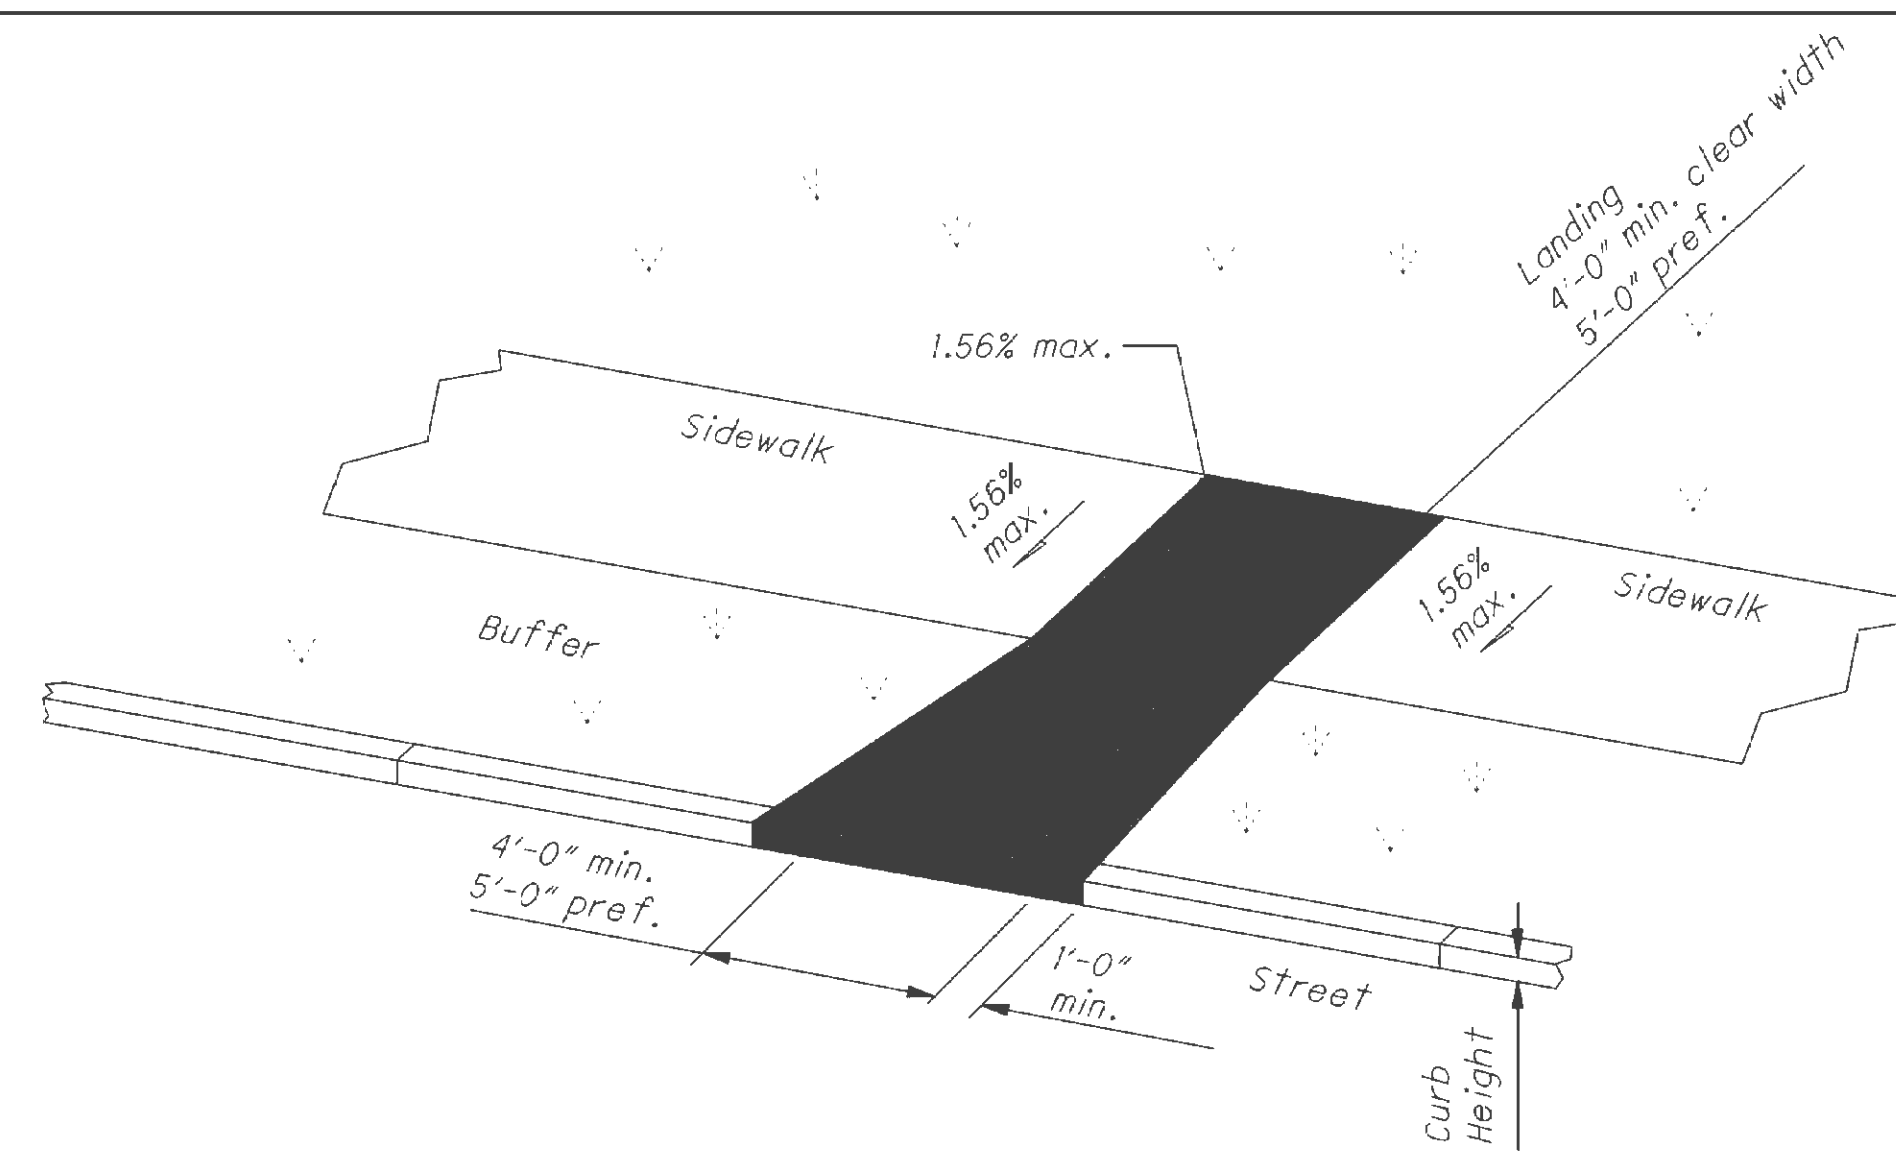 Landing
4'-0" min. clear width
5'-0" pref.
1.56% max.
Sidewalk
1.56%
max.
1.56%
max.
Sidewalk
Buffer
4'-0" min.
5'-0" pref.
1'-0"
min.
Street
Curb
Height